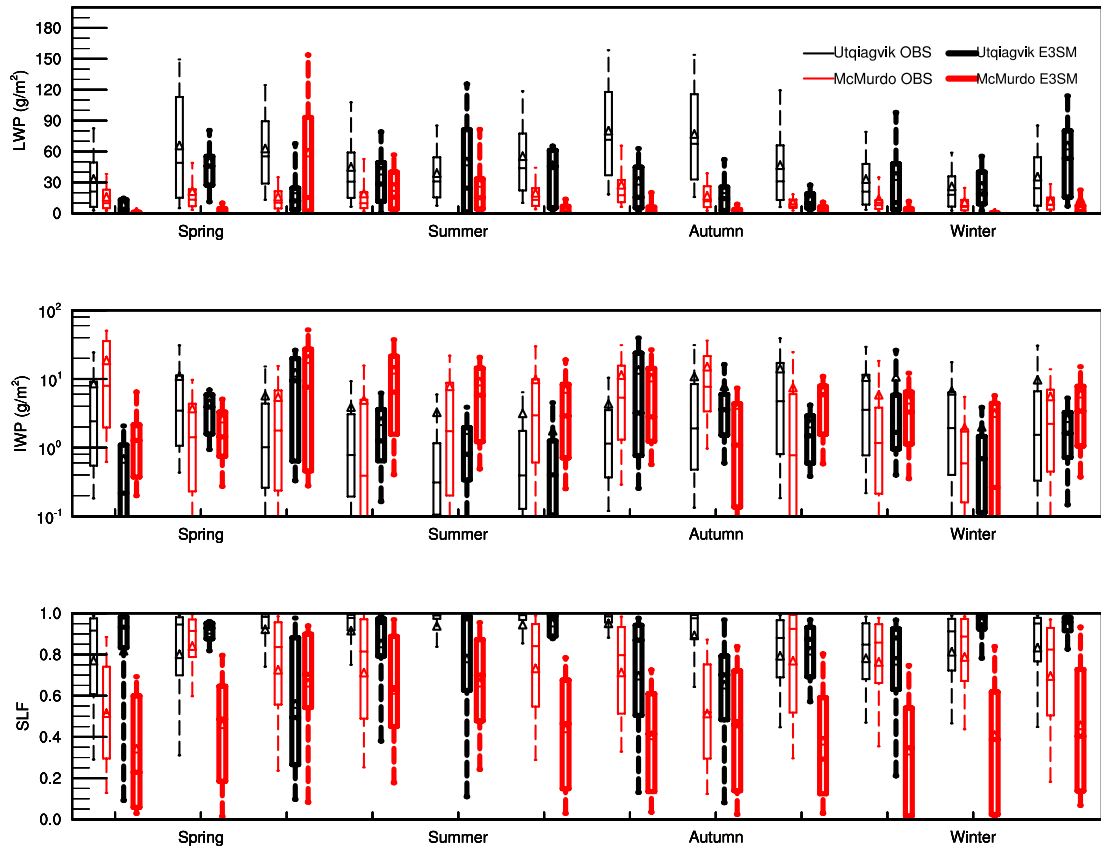 180
150
120
90
60
30
0
LWP (g/m²)
Utqiagvik OBS
Utqiagvik E3SM
McMurdo OBS
McMurdo E3SM
Spring
Summer
Autumn
Winter
10²
10¹
10⁰
10⁻¹
IWP (g/m²)
Spring
Summer
Autumn
Winter
1.0
0.8
0.6
0.4
0.2
0.0
SLF
Spring
Summer
Autumn
Winter